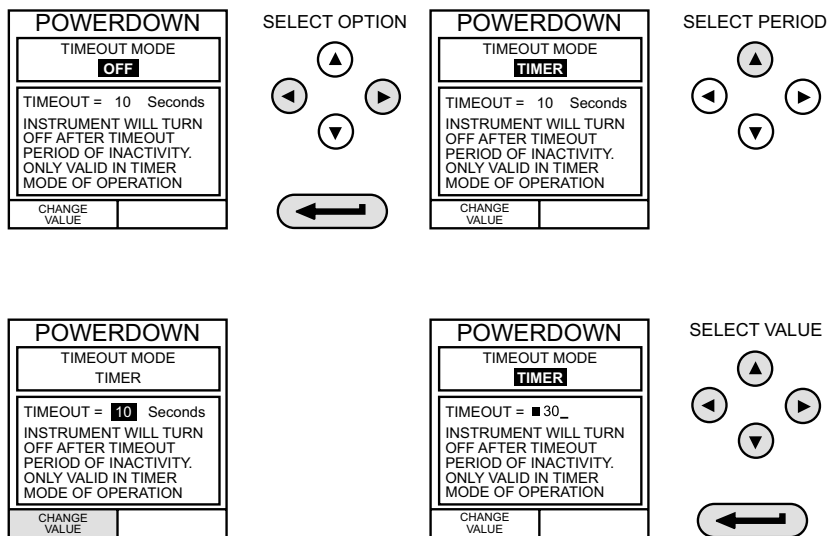 POWERDOWN
TIMEOUT MODE
OFF
TIMEOUT = 10 Seconds
INSTRUMENT WILL TURN
OFF AFTER TIMEOUT
PERIOD OF INACTIVITY.
ONLY VALID IN TIMER
MODE OF OPERATION
CHANGE
VALUE
SELECT OPTION
POWERDOWN
TIMEOUT MODE
TIMER
TIMEOUT = 10 Seconds
INSTRUMENT WILL TURN
OFF AFTER TIMEOUT
PERIOD OF INACTIVITY.
ONLY VALID IN TIMER
MODE OF OPERATION
CHANGE
VALUE
SELECT PERIOD
POWERDOWN
TIMEOUT MODE
TIMER
TIMEOUT = 10 Seconds
INSTRUMENT WILL TURN
OFF AFTER TIMEOUT
PERIOD OF INACTIVITY.
ONLY VALID IN TIMER
MODE OF OPERATION
CHANGE
VALUE
POWERDOWN
TIMEOUT MODE
TIMER
TIMEOUT = ■30_
INSTRUMENT WILL TURN
OFF AFTER TIMEOUT
PERIOD OF INACTIVITY.
ONLY VALID IN TIMER
MODE OF OPERATION
CHANGE
VALUE
SELECT VALUE